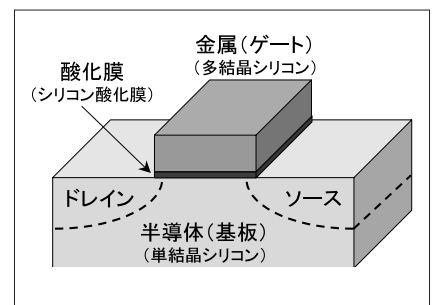 金属(ゲート)
(多結晶シリコン)
酸化膜
(シリコン酸化膜)
ドレイン
ソース
半導体(基板)
(単結晶シリコン)